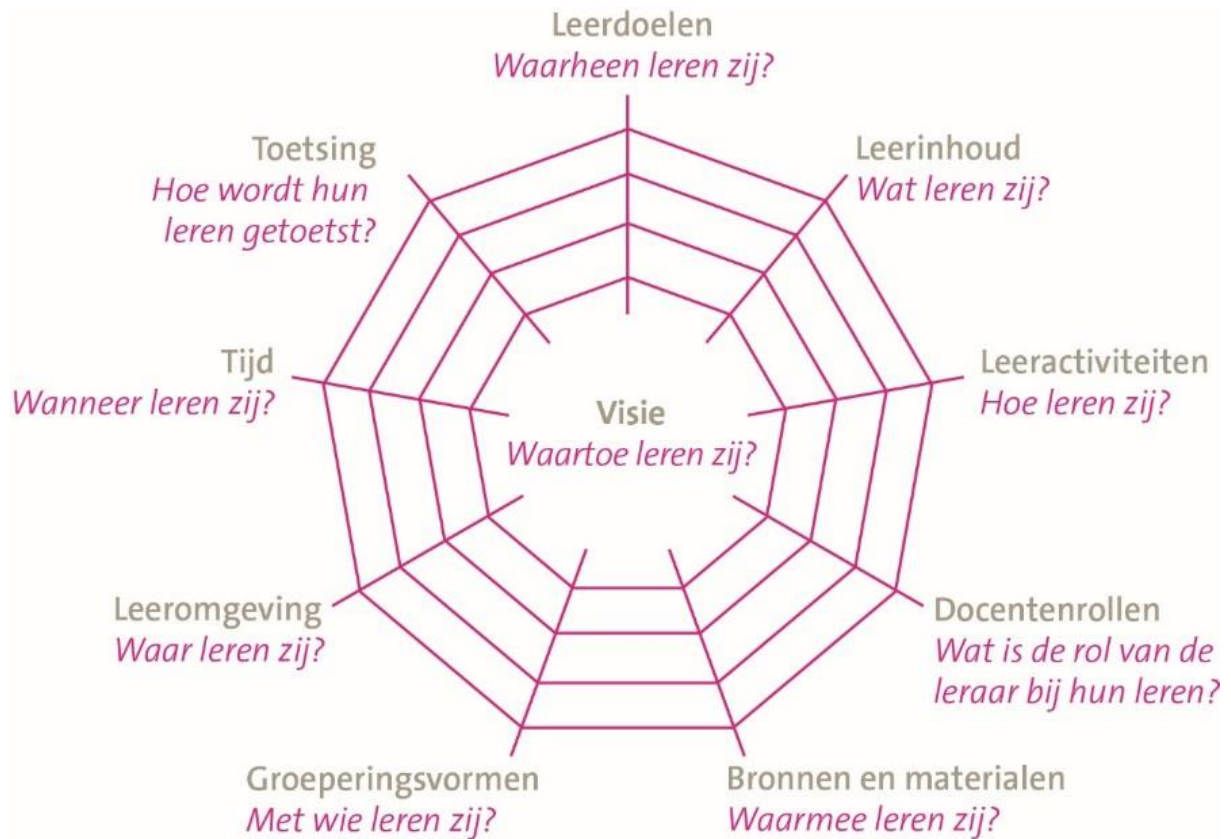 Leerdoelen
Waarheen leren zij?
Leerinhoud
Wat leren zij?
Leeractiviteiten
Hoe leren zij?
Docentenrollen
Wat is de rol van de
leraar bij hun leren?
Bronnen en materialen
Waarmee leren zij?
Groeperingsvormen
Met wie leren zij?
Leeromgeving
Waar leren zij?
Tijd
Wanneer leren zij?
Toetsing
Hoe wordt hun
leren getoetst?
Visie
Waartoe leren zij?